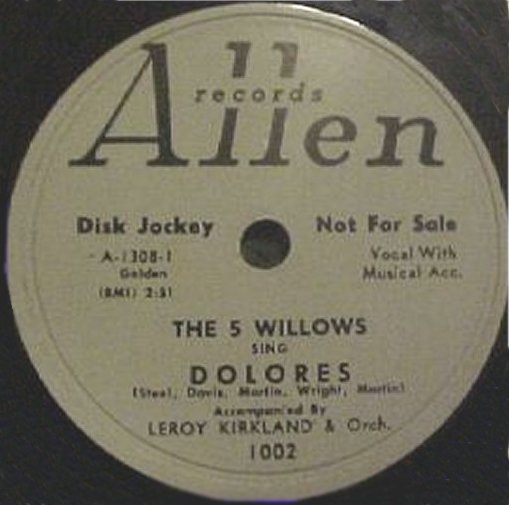 Allen
records
Disk Jockey
Not For Sale
A-1308-1
Vocal With
Golden
Musical Acc.
(BMI) 2:51
THE 5 WILLOWS
SING
DOLORES
(Steel, Davis, Martin, Wright, Martin)
Accompanied By
LEROY KIRKLAND & Orch.
1002